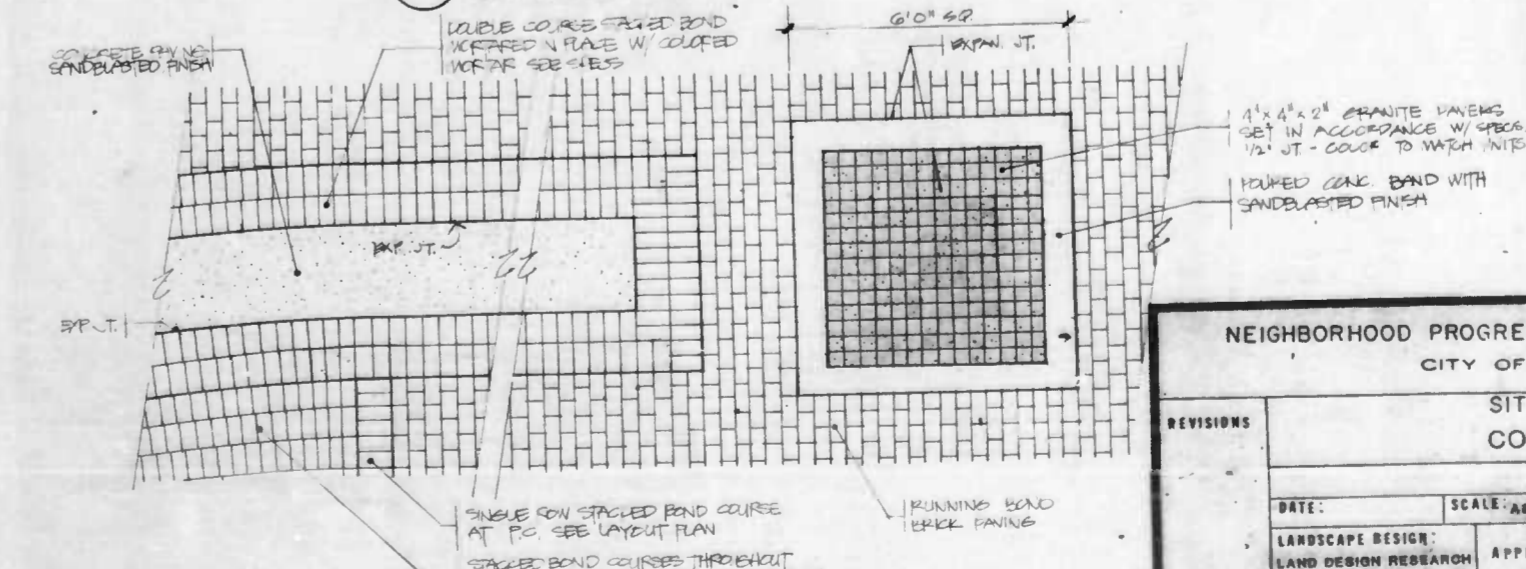 CONCRETE PAVING
SANDBLASTED FINISH
DOUBLE COURSE STACKED BOND
MORTARED IN PLACE W/ COLORED
MORTAR SEE SPECS
6'0" SQ.
EXPAN. JT.
4" x 4" x 2" GRANITE PAVERS
SET IN ACCORDANCE W/ SPECS.
1/2" JT - COLOR TO MATCH UNITS
POURED CONC. BAND WITH
SANDBLASTED FINISH
EXP. JT.
EXP. JT.
SINGLE ROW STACKED BOND COURSE
AT P.C. SEE LAYOUT PLAN
STACKED BOND COURSES THROUGHOUT
RUNNING BOND
BRICK PAVING
NEIGHBORHOOD PROGRE
CITY OF
REVISIONS
SIT
CO
DATE:
SCALE: AS
LANDSCAPE DESIGN:
LAND DESIGN RESEARCH
APP